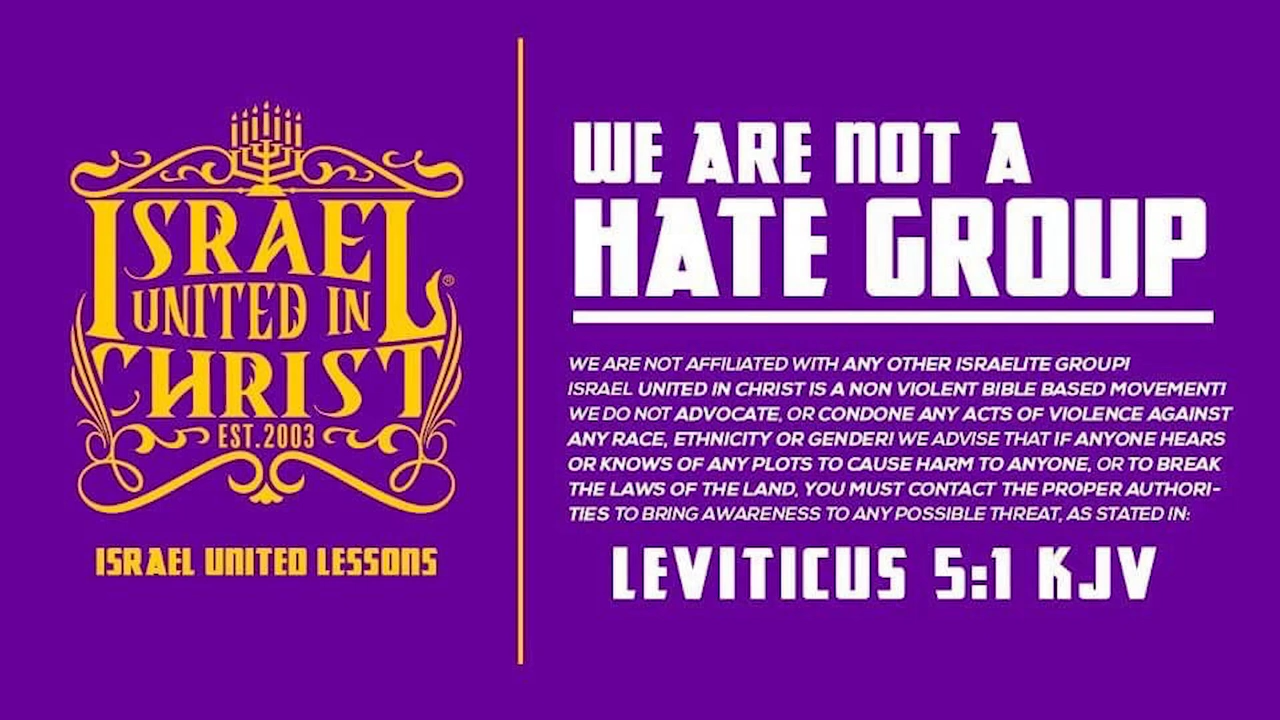 ISRAEL
UNITED IN
CHRIST
EST. 2003
ISRAEL UNITED LESSONS
WE ARE NOT A
HATE GROUP
WE ARE NOT AFFILIATED WITH ANY OTHER ISRAELITE GROUP!
ISRAEL UNITED IN CHRIST IS A NON VIOLENT BIBLE BASED MOVEMENT!
WE DO NOT ADVOCATE, OR CONDONE ANY ACTS OF VIOLENCE AGAINST
ANY RACE, ETHNICITY OR GENDER! WE ADVISE THAT IF ANYONE HEARS
OR KNOWS OF ANY PLOTS TO CAUSE HARM TO ANYONE, OR TO BREAK
THE LAWS OF THE LAND, YOU MUST CONTACT THE PROPER AUTHORI-
TIES TO BRING AWARENESS TO ANY POSSIBLE THREAT, AS STATED IN:
LEVITICUS 5:1 KJV